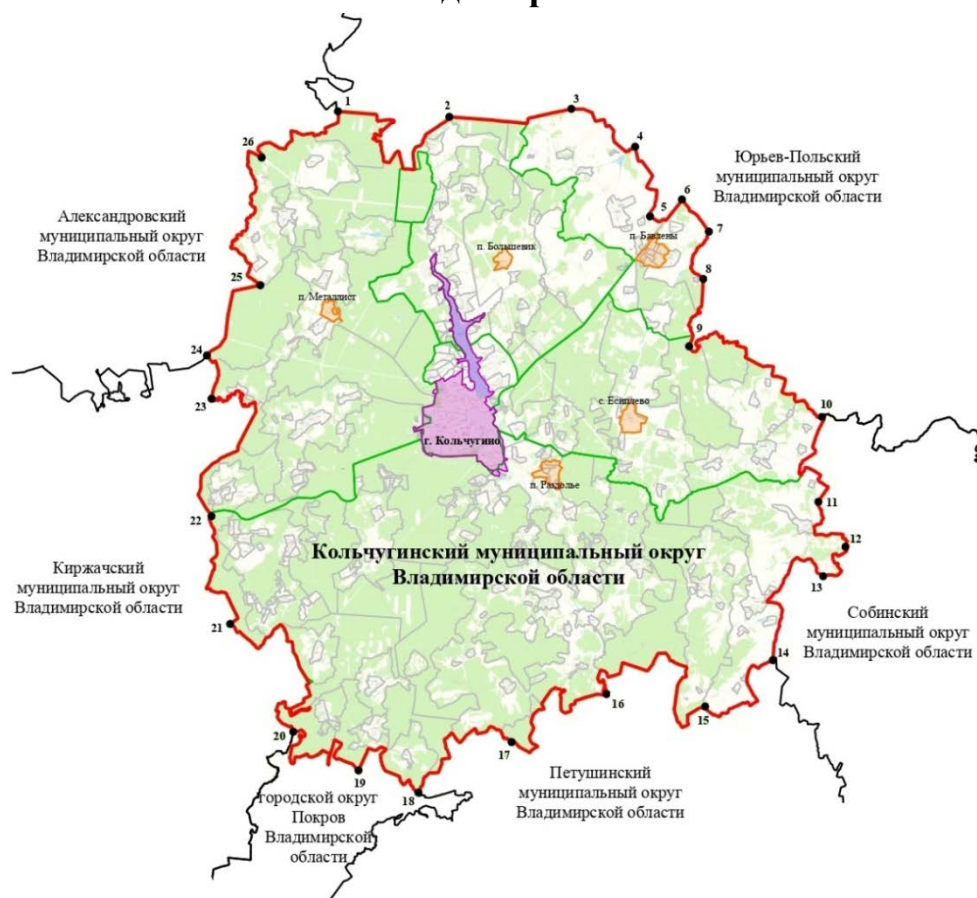 1
2
3
4
5
6
7
8
9
10
11
12
13
14
15
16
17
18
19
20
21
22
23
24
25
26
Юрьев-Польский
муниципальный округ
Владимирской области
Александровский
муниципальный округ
Владимирской области
п. Большевик
п. Бавлены
п. Металлист
с. Есиплево
г. Кольчугино
п. Раздолье
Кольчугинский муниципальный округ
Владимирской области
Киржачский
муниципальный округ
Владимирской области
Собинский
муниципальный округ
Владимирской области
Петушинский
муниципальный округ
Владимирской области
городской округ
Покров
Владимирской
области